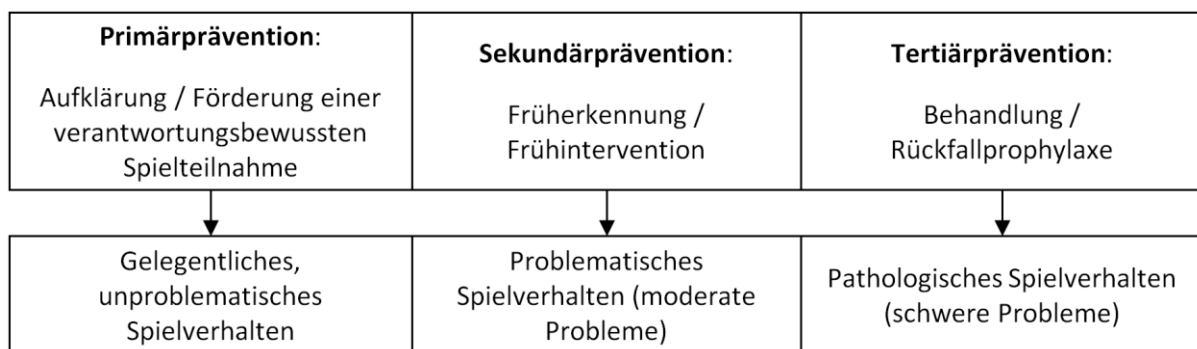 Primärprävention:
Aufklärung / Förderung einer
verantwortungsbewussten
Spielteilnahme
Sekundärprävention:
Früherkennung /
Frühintervention
Tertiärprävention:
Behandlung /
Rückfallprophylaxe
Gelegentliches,
unproblematisches
Spielverhalten
Problematisches
Spielverhalten (moderate
Probleme)
Pathologisches Spielverhalten
(schwere Probleme)